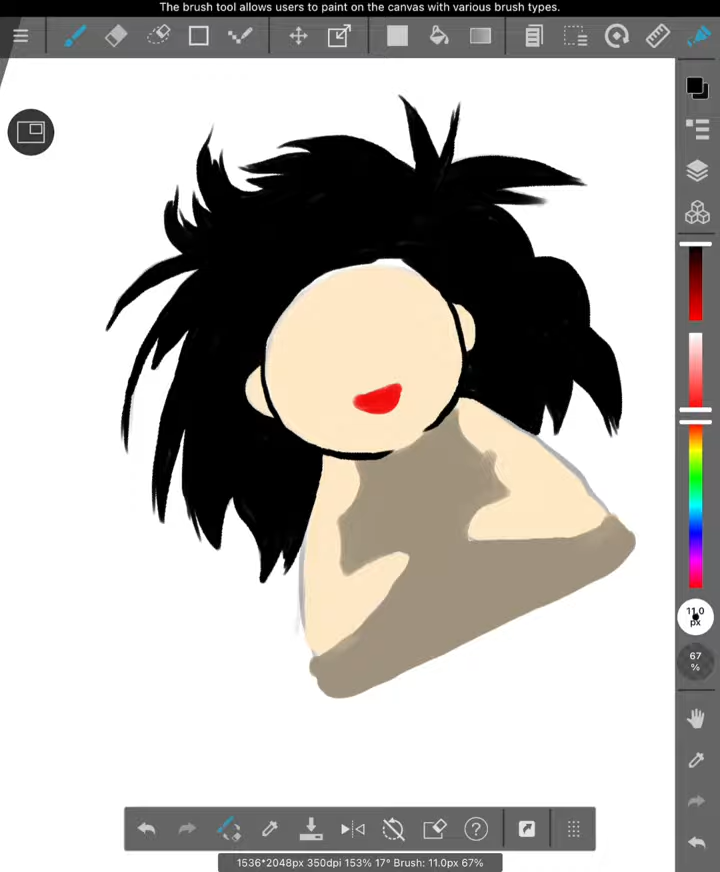 The brush tool allows users to paint on the canvas with various brush types.
11.0
px
67
%
?
1536*2048px 350dpi 153% 17° Brush: 11.0px 67%